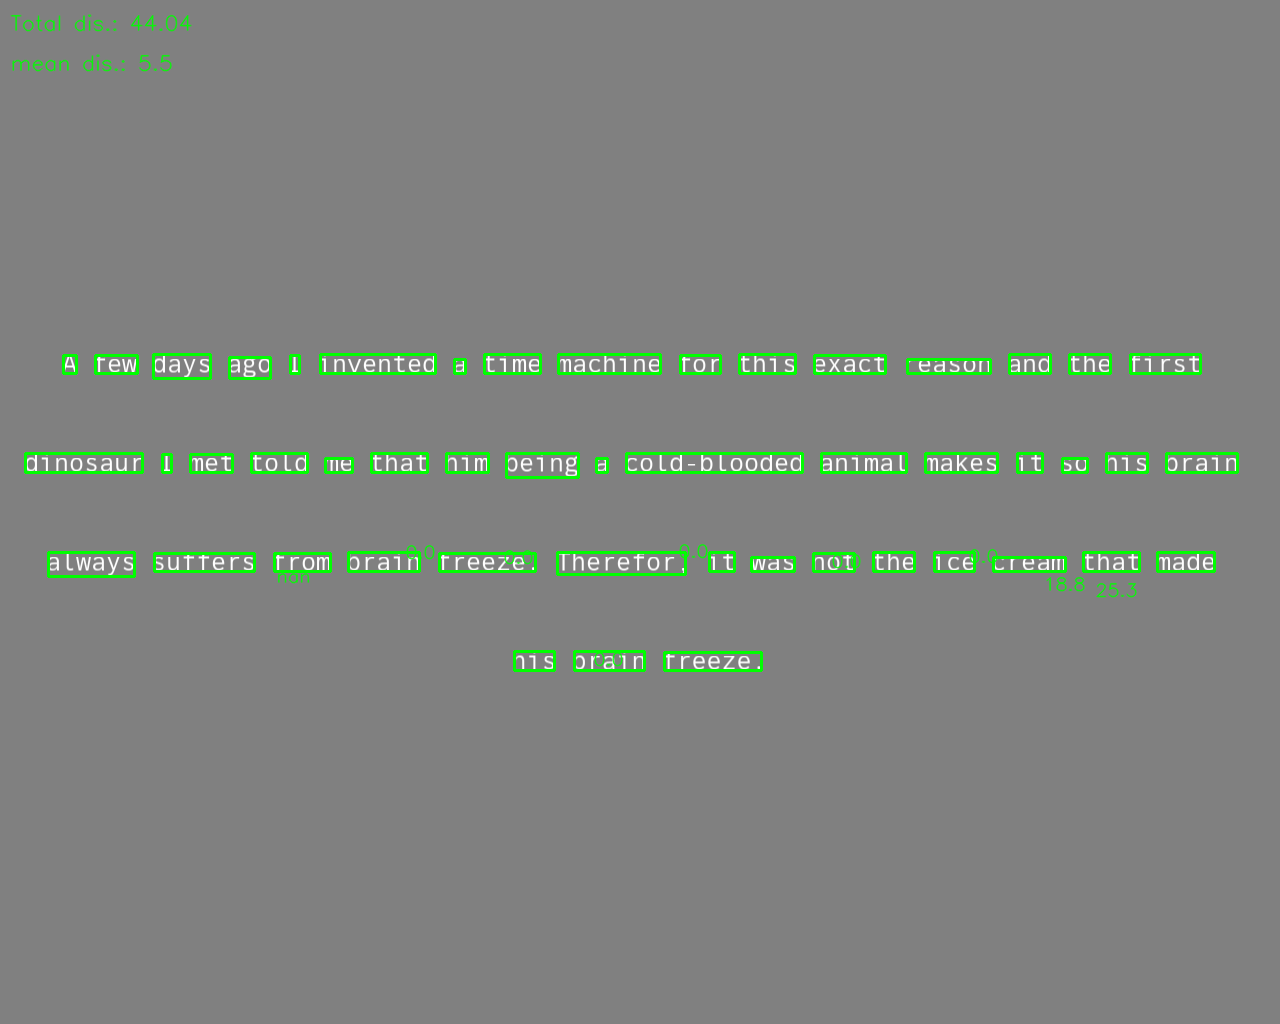 Total dis.: 44.04
mean dis.: 5.5
A few days ago I invented a time machine for this exact reason and the first
dinosaur I met told me that him being a cold-blooded animal makes it so his brain
always suffers from brain freeze. Therefor, it was not the ice cream that made
0.0 0.0 0.0
nan 18.8 25.3
his brain freeze.